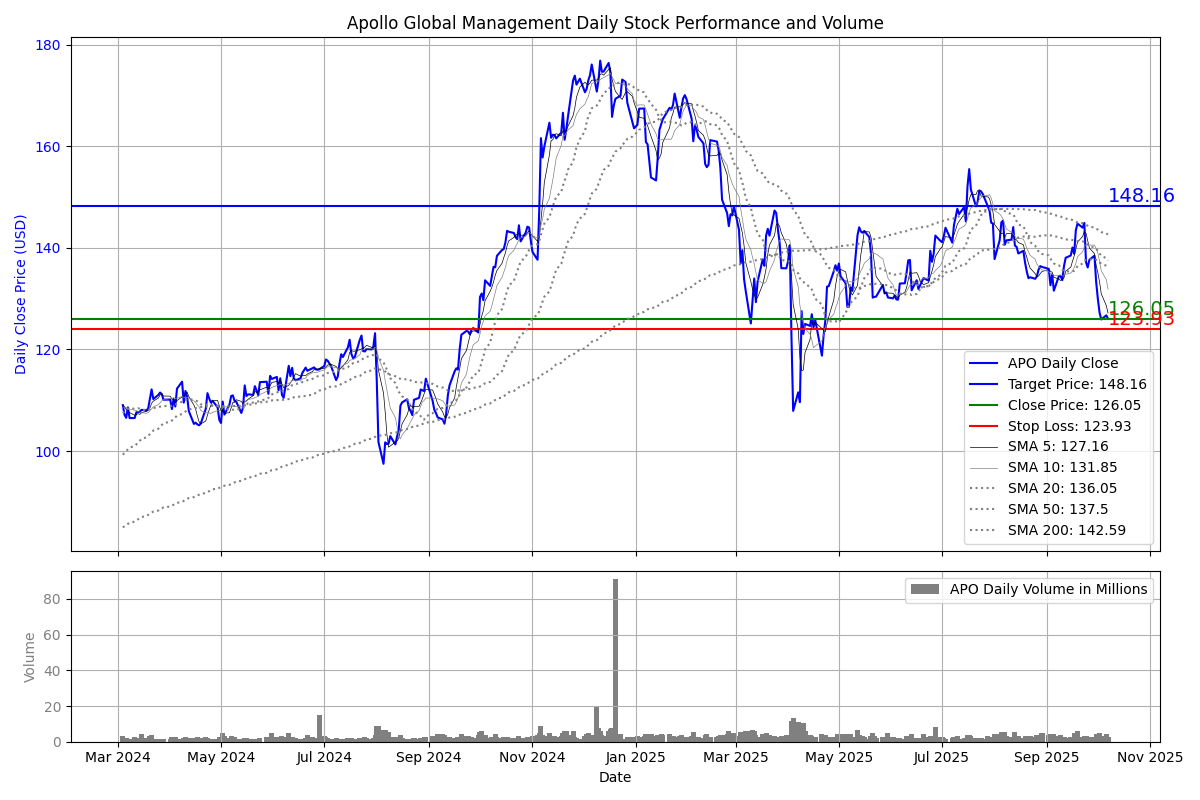 Apollo Global Management Daily Stock Performance and Volume
Daily Close Price (USD)
180
160
140
120
100
148.16
126.05
123.93
APO Daily Close
Target Price: 148.16
Close Price: 126.05
Stop Loss: 123.93
SMA 5: 127.16
SMA 10: 131.85
SMA 20: 136.05
SMA 50: 137.5
SMA 200: 142.59
Volume
80
60
40
20
0
APO Daily Volume in Millions
Mar 2024 May 2024 Jul 2024 Sep 2024 Nov 2024 Jan 2025 Mar 2025 May 2025 Jul 2025 Sep 2025 Nov 2025
Date